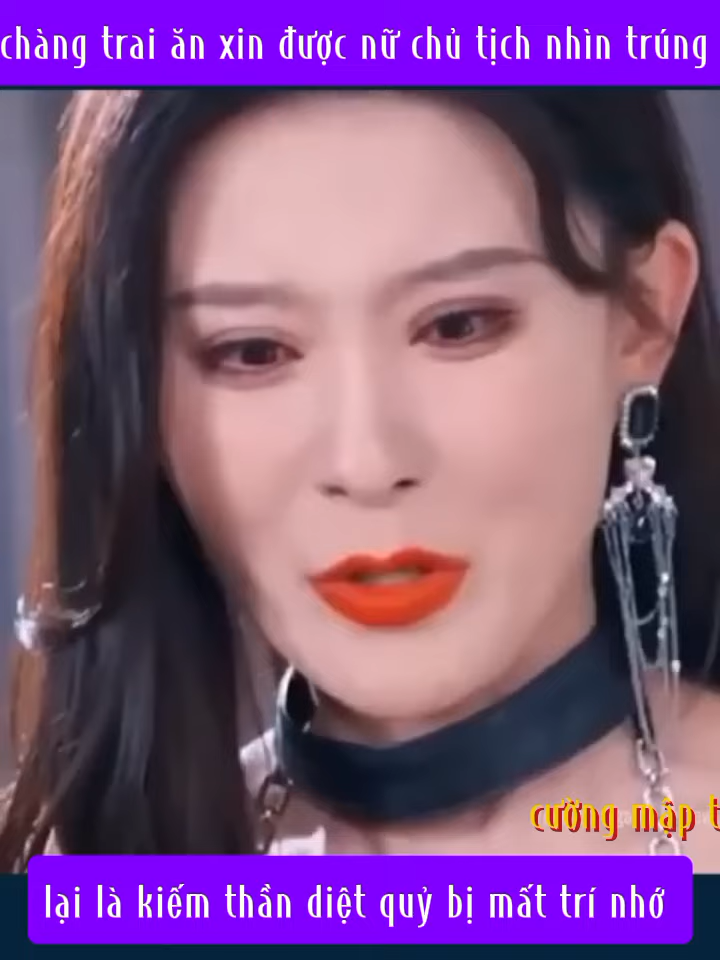 chàng trai ăn xin được nữ chủ tịch nhìn trúng
cường mập t
lại là kiếm thần diệt quỷ bị mất trí nhớ